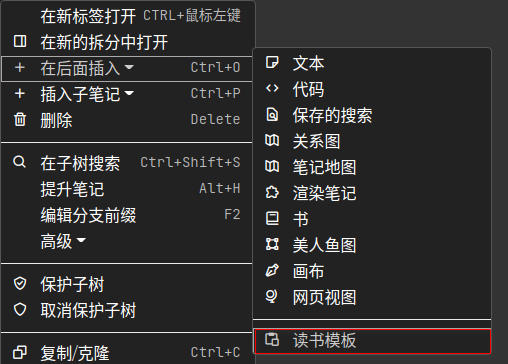 在新标签打开 CTRL+鼠标左键
在新的拆分中打开
在后面插入 Ctrl+O
插入子笔记 Ctrl+P
删除 Delete
在子树搜索 Ctrl+Shift+S
提升笔记 Alt+H
编辑分支前缀 F2
高级
保护子树
取消保护子树
复制/克隆 Ctrl+C
文本
代码
保存的搜索
关系图
笔记地图
渲染笔记
书
美人鱼图
画布
网页视图
读书模板